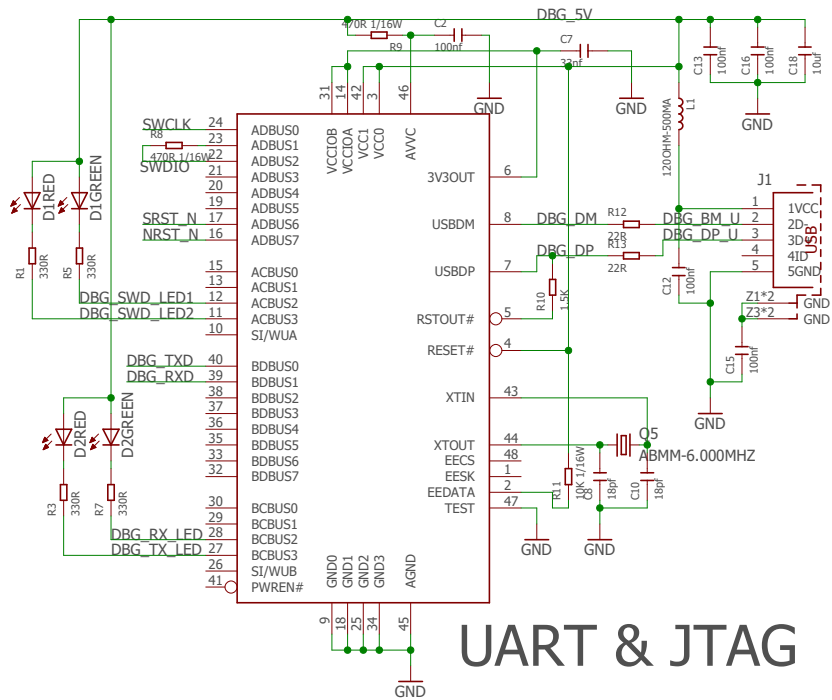 DBG_5V
470R 1/16W
R9
C2
100nf
C7
33nf
GND
GND
C13
100nf
C16
100nf
C18
10uf
GND
L1
120OHM-500MA
31
14
42
3
46
VCCIOB
VCCIOA
VCC1
VCC0
AVVC
SWCLK 24 ADBUS0
R8 23 ADBUS1
470R 1/16W 22 ADBUS2
SWDIO
21 ADBUS3
20 ADBUS4
19 ADBUS5
SRST_N 17 ADBUS6
NRST_N 16 ADBUS7
15 ACBUS0
13 ACBUS1
DBG_SWD_LED1 12 ACBUS2
DBG_SWD_LED2 11 ACBUS3
10 SI/WUA
DBG_TXD 40 BDBUS0
DBG_RXD 39 BDBUS1
38 BDBUS2
37 BDBUS3
36 BDBUS4
35 BDBUS5
33 BDBUS6
32 BDBUS7
30 BCBUS0
29 BCBUS1
DBG_RX_LED 28 BCBUS2
DBG_TX_LED 27 BCBUS3
26 SI/WUB
41 PWREN#
D1RED
D1GREEN
R1
330R
R5
330R
D2RED
D2GREEN
R3
330R
R7
330R
3V3OUT 6
USBDM 8 DBG_DM R12 DBG_BM_U
22R
USBDP 7 DBG_DP R13 DBG_DP_U
22R
R10
1.5K
RSTOUT# 5
RESET# 4
XTIN 43
XTOUT 44
EECS 48
EESK 1
EEDATA 2
TEST 47
Q5
ABMM-6.000MHZ
R11
10K 1/16W
C8
18pf
C10
18pf
GND
GND
J1
1 1VCC
2 2D-
3 3D+
4 4ID
5 5GND
USB
C12
100nf
Z1*2 GND
Z3*2 GND
C15
100nf
GND
GND0
GND1
GND2
GND3
AGND
9
18
25
34
45
GND
UART & JTAG